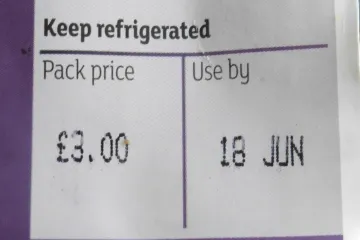 Keep refrigerated
Pack price
Use by
£3.00
18 JUN